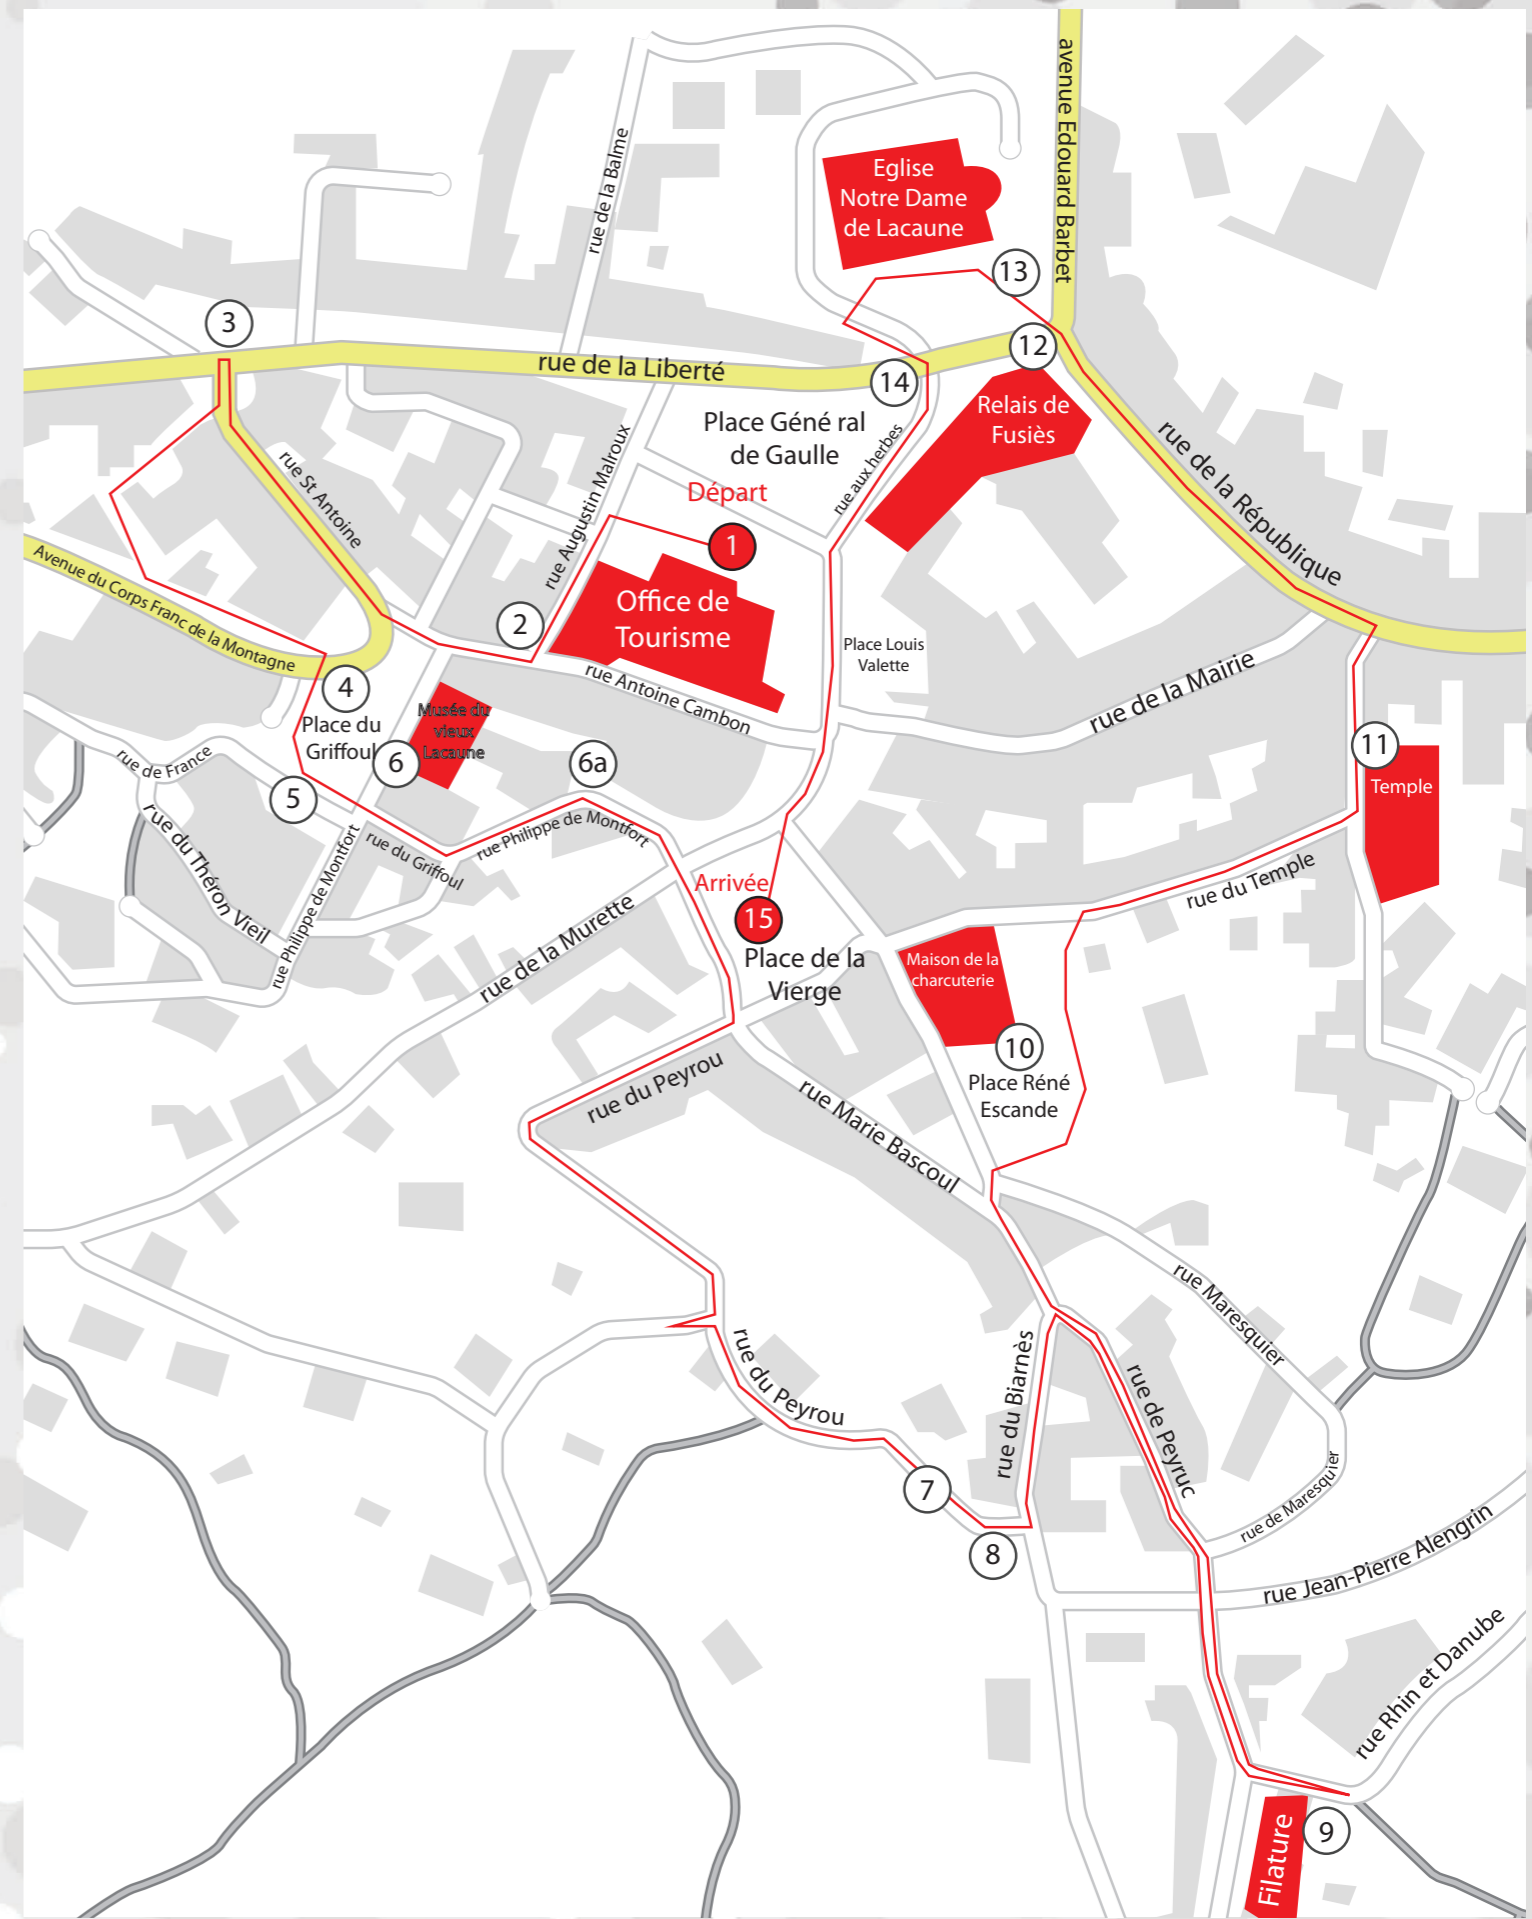 avenue Edouard Barbet
rue de la Balme
Eglise
Notre Dame
de Lacaune
13
3
12
rue de la Liberté
14
Relais de
Fusiès
Place Géné ral
de Gaulle
rue aux herbes
rue de la République
rue St Antoine
rue Augustin Malroux
Départ
1
Avenue du Corps Franc de la Montagne
2
Office de
Tourisme
Place Louis
Valette
rue Antoine Cambon
rue de la Mairie
4
Place du
Griffoul
Musée du
vieux
Lacaune
6
6a
11
Temple
rue de France
5
rue du Théron Vieil
rue Philippe de Montfort
rue du Griffoul
rue Philippe de Montfort
Arrivée
15
Place de la
Vierge
rue de la Murette
rue du Temple
Maison de la
charcuterie
10
Place Réné
Escande
rue du Peyrou
rue Marie Bascoul
rue Maresquier
rue du Peyrou
rue du Biarnès
rue de Peyruc
rue de Maresquier
7
8
rue Jean-Pierre Alengrin
rue Rhin et Danube
9
Filature